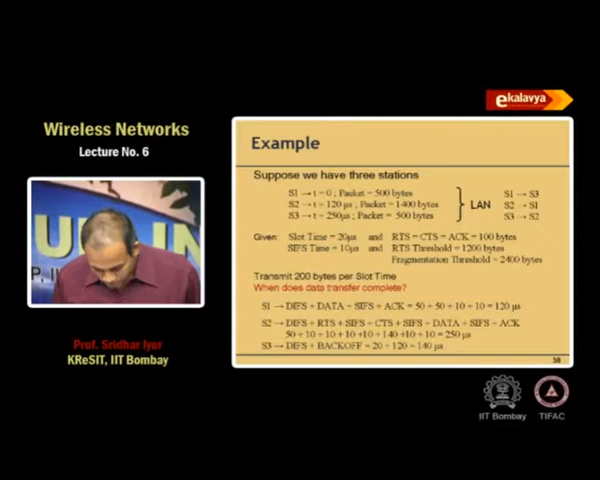 ekalavya
Wireless Networks
Lecture No. 6
Example
Suppose we have three stations
S1 → t = 0 ; Packet = 500 bytes
S2 → t = 120 μs ; Packet = 1400 bytes
S3 → t = 250μs ; Packet = 500 bytes
LAN
S1 → S3
S2 → S1
S3 → S2
Given: Slot Time = 20μs and RTS = CTS = ACK = 100 bytes
SIFS Time = 10μs and RTS Threshold = 1200 bytes
Fragmentation Threshold = 2400 bytes
Transmit 200 bytes per Slot Time
When does data transfer complete?
S1 → DIFS + DATA + SIFS + ACK = 50 + 50 + 10 + 10 = 120 μs
S2 → DIFS + RTS + SIFS + CTS + SIFS + DATA + SIFS + ACK
50 + 10 + 10 +10 +10 + 140 +10 + 10 = 250 μs
S3 → DIFS + BACKOFF = 20 + 120 = 140 μs
38
Prof. Sridhar Iyer
KReSIT, IIT Bombay
IIT Bombay
TIFAC